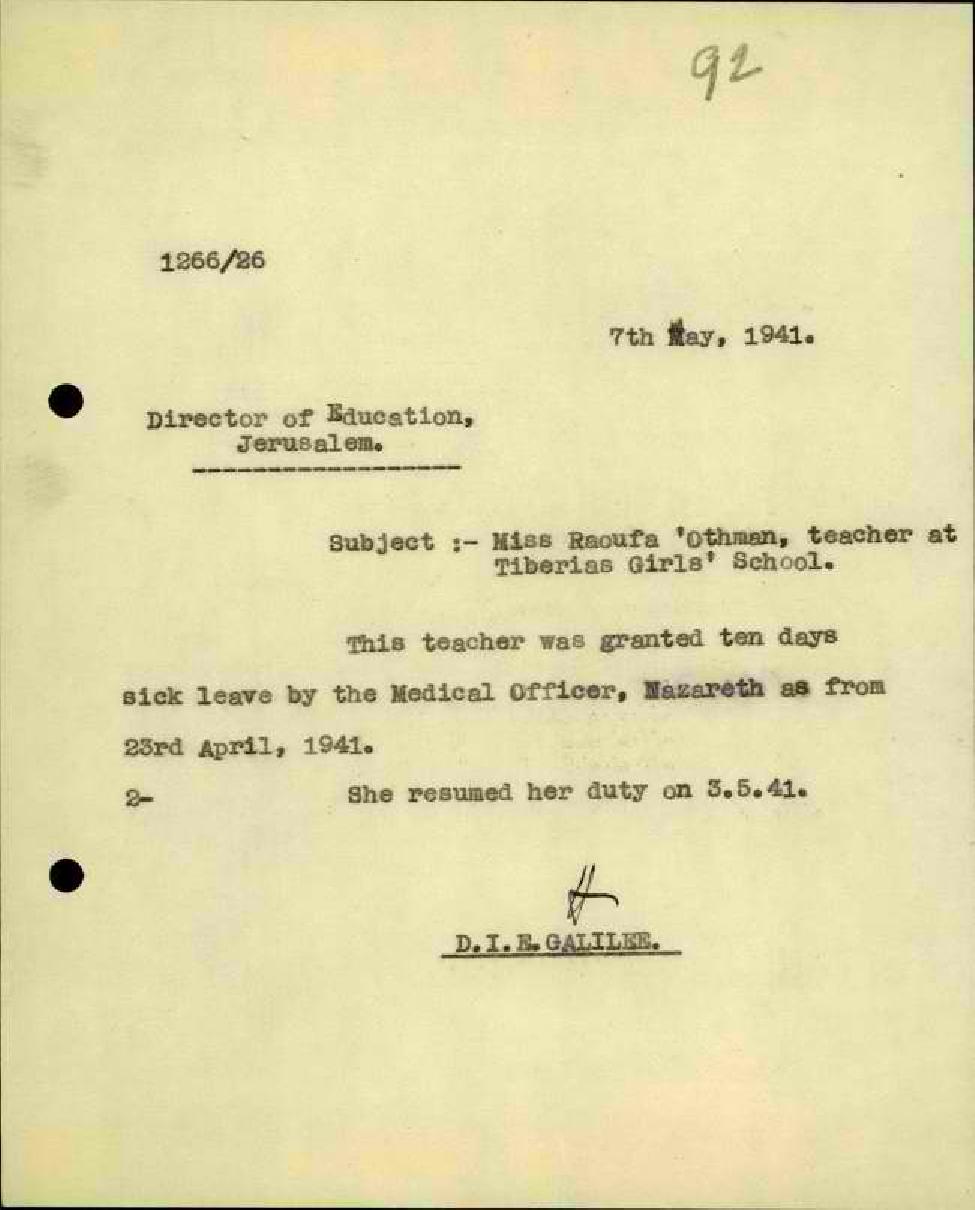 92
1266/26
7th May, 1941.
Director of Education,
Jerusalem.
------------------
Subject :- Miss Raoufa 'Othman, teacher at
Tiberias Girls' School.
This teacher was granted ten days
sick leave by the Medical Officer, Nazareth as from
23rd April, 1941.
2- She resumed her duty on 3.5.41.
H
D.I.E.GALILEE.